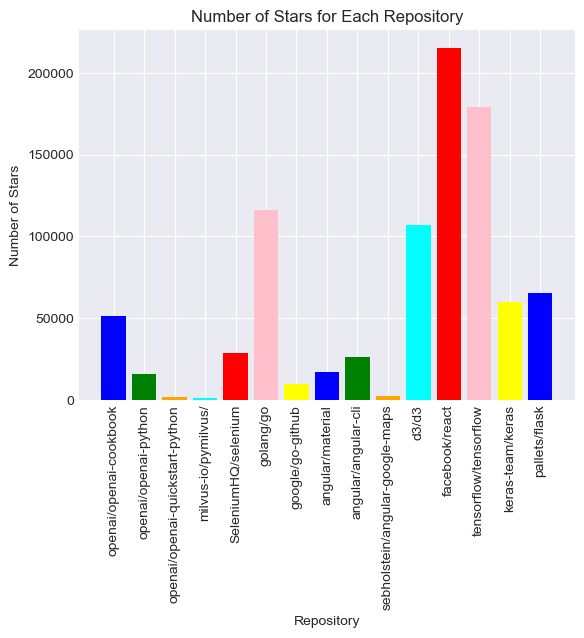 Number of Stars for Each Repository
Number of Stars
200000
150000
100000
50000
0
openai/openai-cookbook
openai/openai-python
openai/openai-quickstart-python
milvus-io/pymilvus/
SeleniumHQ/selenium
golang/go
google/go-github
angular/material
angular/angular-cli
sebholstein/angular-google-maps
d3/d3
facebook/react
tensorflow/tensorflow
keras-team/keras
pallets/flask
Repository